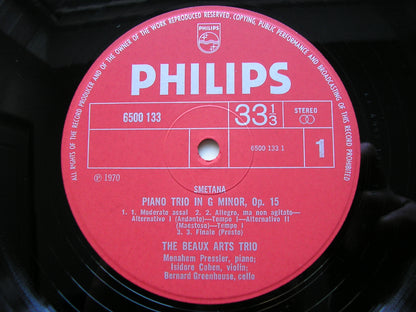 ALL RIGHTS OF THE RECORD PRODUCER AND OF THE OWNER OF THE WORK REPRODUCED RESERVED. COPYING, PUBLIC PERFORMANCE AND BROADCASTING OF THIS RECORD PROHIBITED
PHILIPS
PHILIPS
6500 133
33 1/3
STEREO
6500 133 1
1
℗ 1970
SMETANA
PIANO TRIO IN G MINOR, Op. 15
1. 1. Moderato assai 2. 2. Allegro, ma non agitato—
Alternativo I (Andante)—Tempo I—Alternativo II
(Maestoso)—Tempo I
3. 3. Finale (Presto)
THE BEAUX ARTS TRIO
Menahem Pressler, piano;
Isidore Cohen, violin;
Bernard Greenhouse, cello